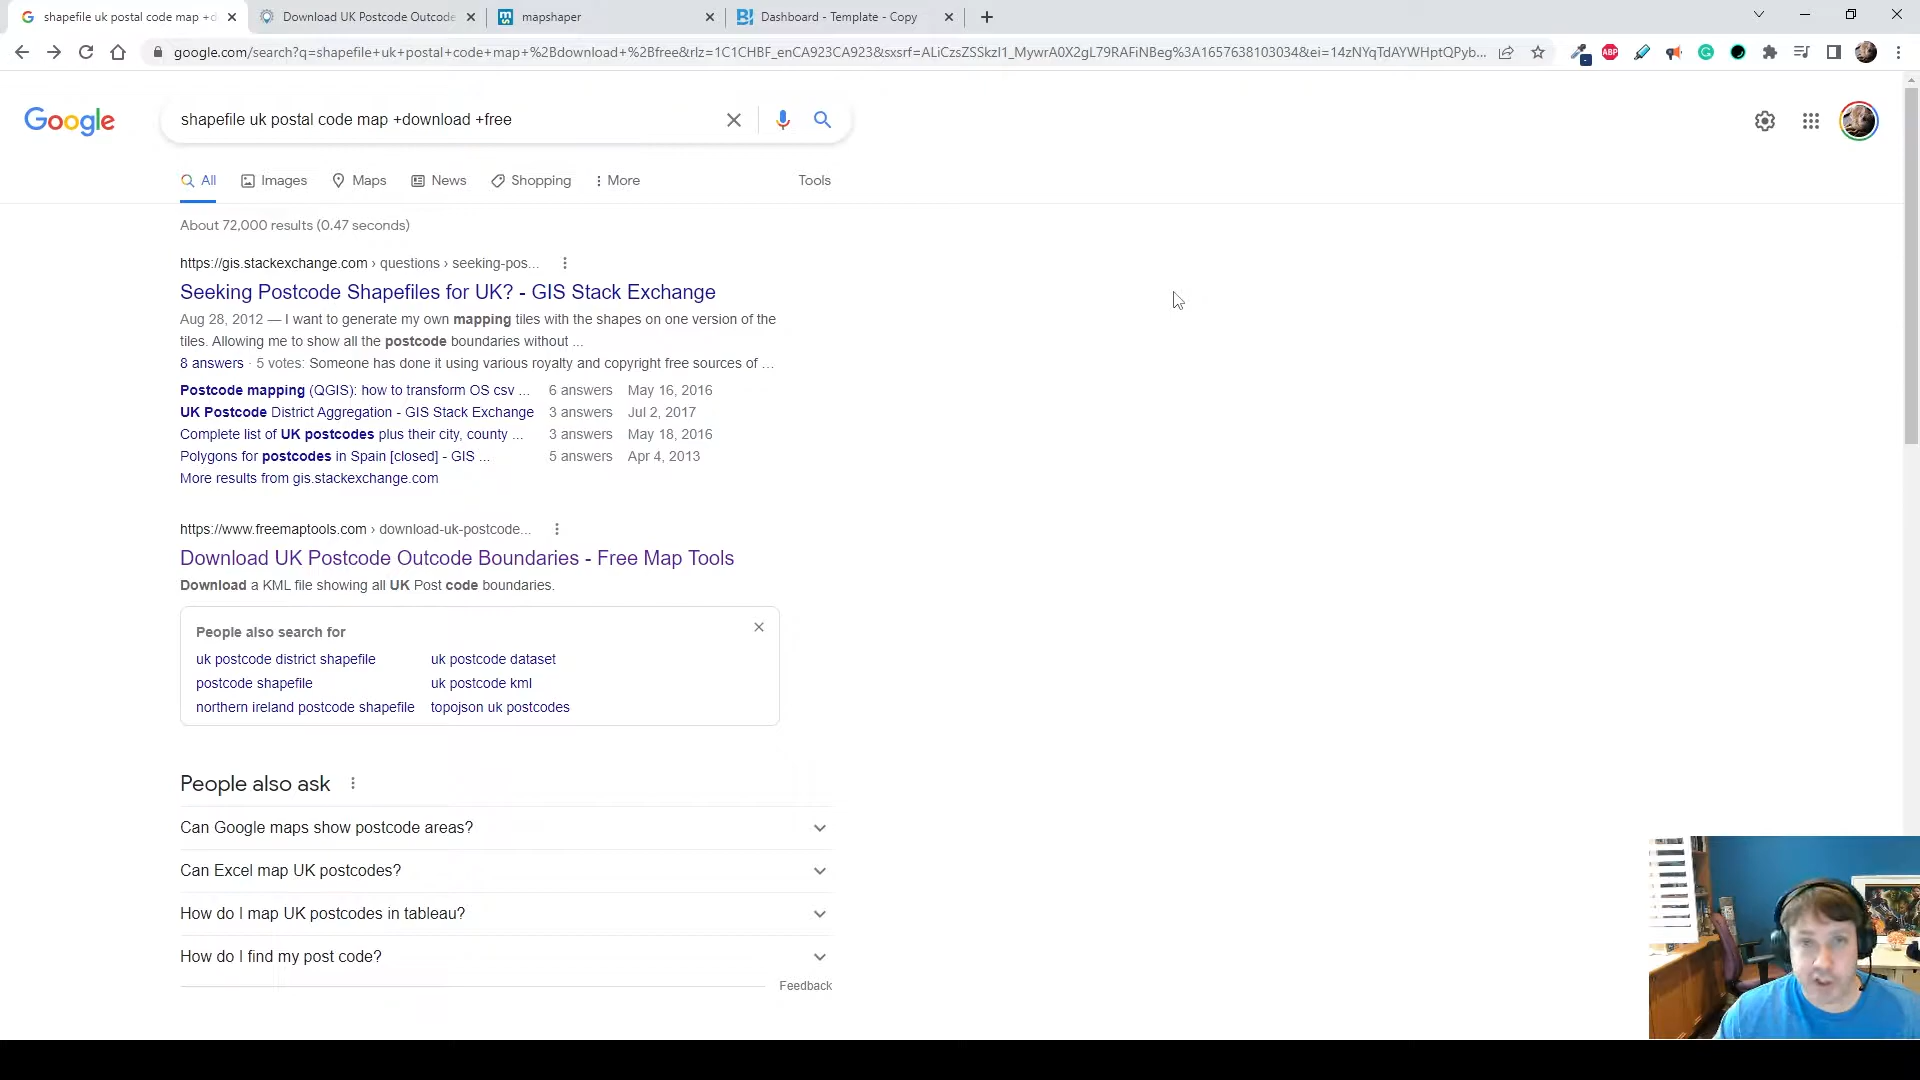 shapefile uk postal code map +d
Download UK Postcode Outcode
mapshaper
Dashboard - Template - Copy
google.com/search?q=shapefile+uk+postal+code+map+%2Bdownload+%2Bfree&rlz=1C1CHBF_enCA923CA923&sxsrf=ALiCzsZSSkzI1_MywrA0X2gL79RAFiNBeg%3A1657638103034&ei=14zNYqTdAYWHptQPyb...
ABP
Google
shapefile uk postal code map +download +free
All
Images
Maps
News
Shopping
More
Tools
About 72,000 results (0.47 seconds)
https://gis.stackexchange.com › questions › seeking-pos...
Seeking Postcode Shapefiles for UK? - GIS Stack Exchange
Aug 28, 2012 — I want to generate my own mapping tiles with the shapes on one version of the
tiles. Allowing me to show all the postcode boundaries without ...
8 answers · 5 votes: Someone has done it using various royalty and copyright free sources of ...
Postcode mapping (QGIS): how to transform OS csv ... 6 answers May 16, 2016
UK Postcode District Aggregation - GIS Stack Exchange 3 answers Jul 2, 2017
Complete list of UK postcodes plus their city, county ... 3 answers May 18, 2016
Polygons for postcodes in Spain [closed] - GIS ... 5 answers Apr 4, 2013
More results from gis.stackexchange.com
https://www.freemaptools.com › download-uk-postcode...
Download UK Postcode Outcode Boundaries - Free Map Tools
Download a KML file showing all UK Post code boundaries.
People also search for
uk postcode district shapefile uk postcode dataset
postcode shapefile uk postcode kml
northern ireland postcode shapefile topojson uk postcodes
People also ask
Can Google maps show postcode areas?
Can Excel map UK postcodes?
How do I map UK postcodes in tableau?
How do I find my post code?
Feedback